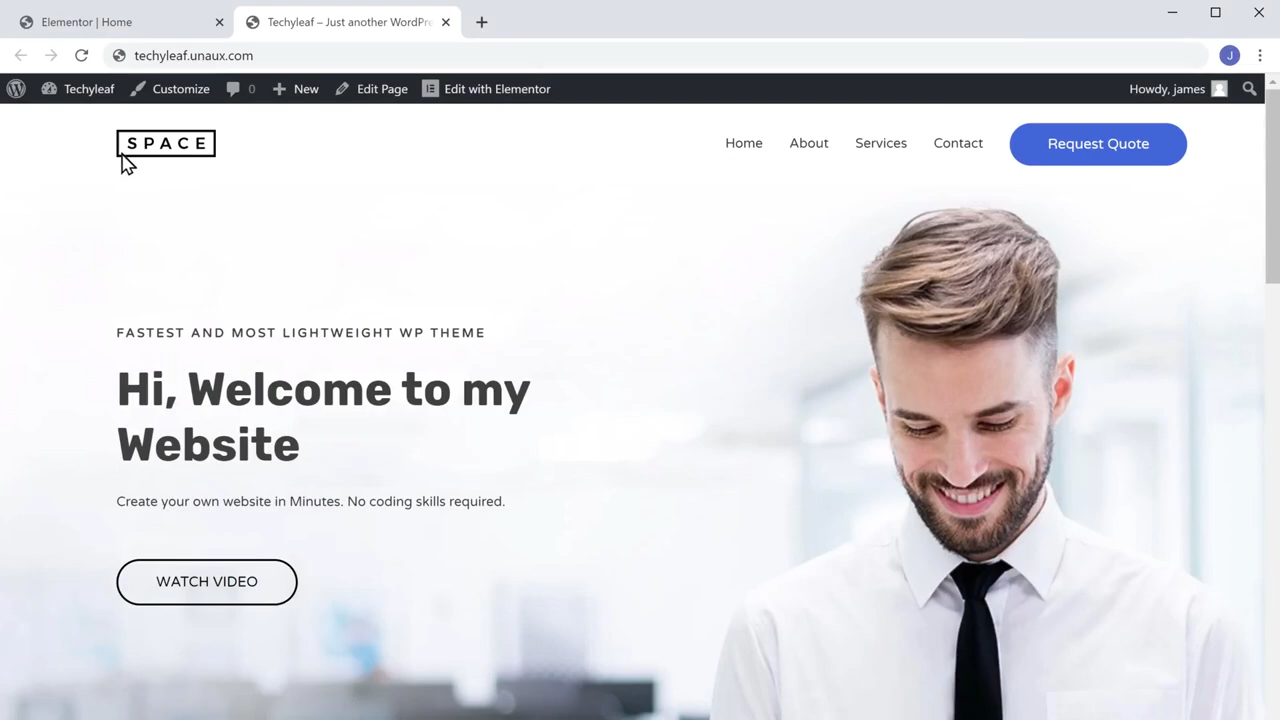 Elementor | Home
Techyleaf – Just another WordPre
techyleaf.unaux.com
J
Techyleaf
Customize
0
New
Edit Page
Edit with Elementor
Howdy, james
SPACE
Home
About
Services
Contact
Request Quote
FASTEST AND MOST LIGHTWEIGHT WP THEME
Hi, Welcome to my
Website
Create your own website in Minutes. No coding skills required.
WATCH VIDEO